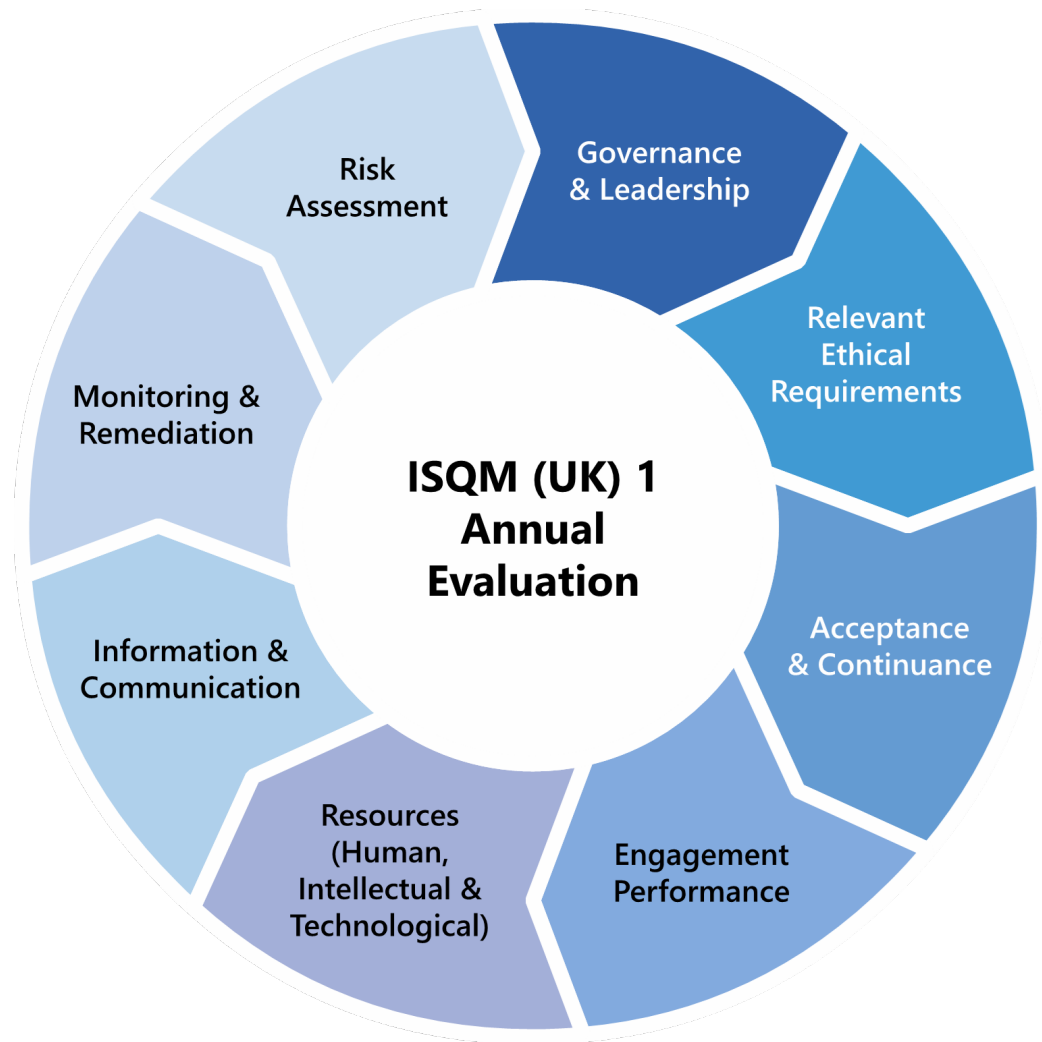 Governance
& Leadership
Relevant
Ethical
Requirements
Acceptance
& Continuance
Engagement
Performance
Resources
(Human,
Intellectual &
Technological)
Information &
Communication
Monitoring &
Remediation
Risk
Assessment
ISQM (UK) 1
Annual
Evaluation